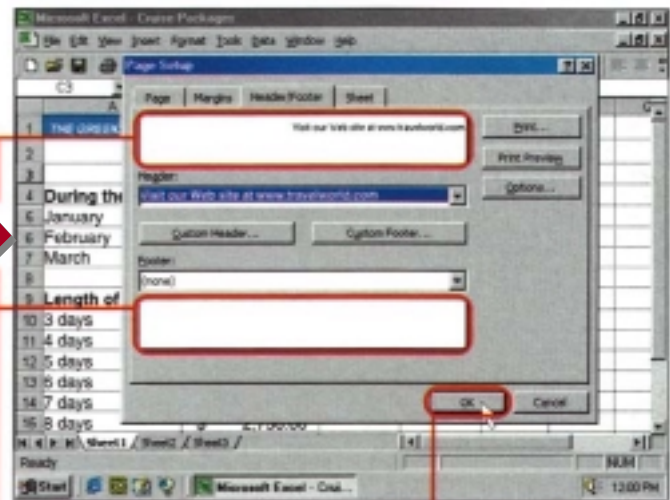 Microsoft Excel - Cruise Packages
File Edit View Insert Format Tools Data Window Help
Page Setup
C3
A
G
Page Margins Header/Footer Sheet
1 THE GREEN
Visit our Web site at www.travelworld.com
Print...
2
Print Preview
3
Header:
Options...
4 During the
Visit our Web site at www.travelworld.com
5 January
6 February
Custom Header... Custom Footer...
7 March
Footer:
8
(none)
9 Length of
10 3 days
11 4 days
12 5 days
13 6 days
14 7 days
OK Cancel
15 8 days
Sheet1 / Sheet2 / Sheet3 /
Ready
NUM
Start
Microsoft Excel - Crui...
12:00 PM